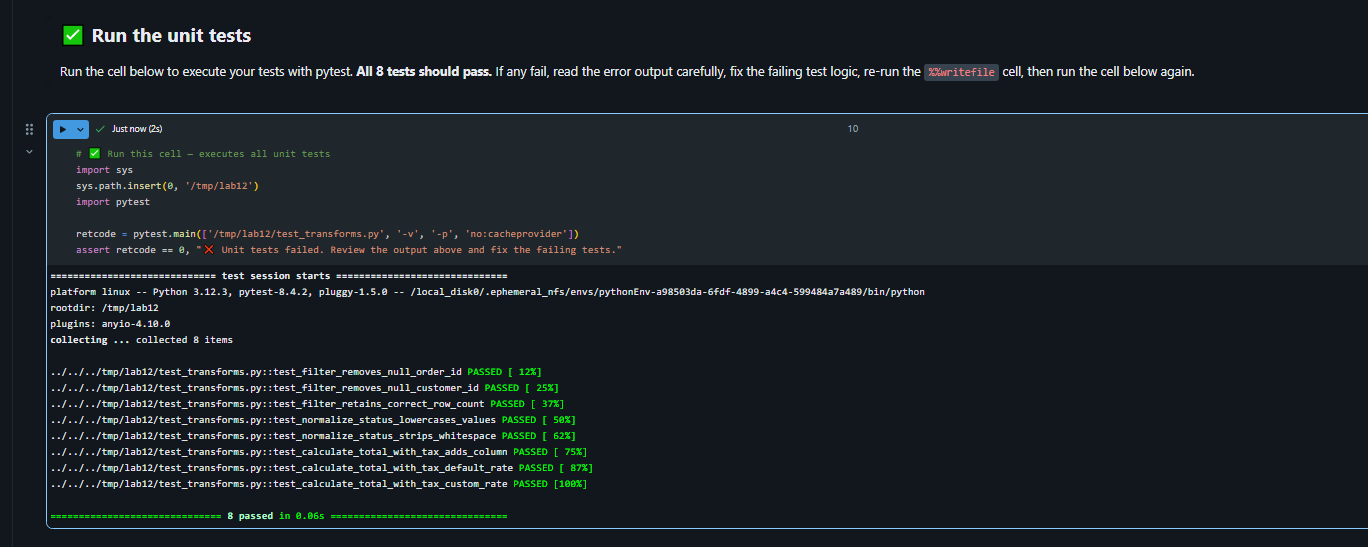 ✅ Run the unit tests
Run the cell below to execute your tests with pytest. All 8 tests should pass. If any fail, read the error output carefully, fix the failing test logic, re-run the %%writefile cell, then run the cell below again.
Just now (2s)
10
# ✅ Run this cell — executes all unit tests
import sys
sys.path.insert(0, '/tmp/lab12')
import pytest
retcode = pytest.main(['/tmp/lab12/test_transforms.py', '-v', '-p', 'no:cacheprovider'])
assert retcode == 0, "❌ Unit tests failed. Review the output above and fix the failing tests."
============================= test session starts ==============================
platform linux -- Python 3.12.3, pytest-8.4.2, pluggy-1.5.0 -- /local_disk0/.ephemeral_nfs/envs/pythonEnv-a98503da-6fdf-4899-a4c4-599484a7a489/bin/python
rootdir: /tmp/lab12
plugins: anyio-4.10.0
collecting ... collected 8 items
../../../tmp/lab12/test_transforms.py::test_filter_removes_null_order_id PASSED [ 12%]
../../../tmp/lab12/test_transforms.py::test_filter_removes_null_customer_id PASSED [ 25%]
../../../tmp/lab12/test_transforms.py::test_filter_retains_correct_row_count PASSED [ 37%]
../../../tmp/lab12/test_transforms.py::test_normalize_status_lowercases_values PASSED [ 50%]
../../../tmp/lab12/test_transforms.py::test_normalize_status_strips_whitespace PASSED [ 62%]
../../../tmp/lab12/test_transforms.py::test_calculate_total_with_tax_adds_column PASSED [ 75%]
../../../tmp/lab12/test_transforms.py::test_calculate_total_with_tax_default_rate PASSED [ 87%]
../../../tmp/lab12/test_transforms.py::test_calculate_total_with_tax_custom_rate PASSED [100%]
============================== 8 passed in 0.06s ===============================